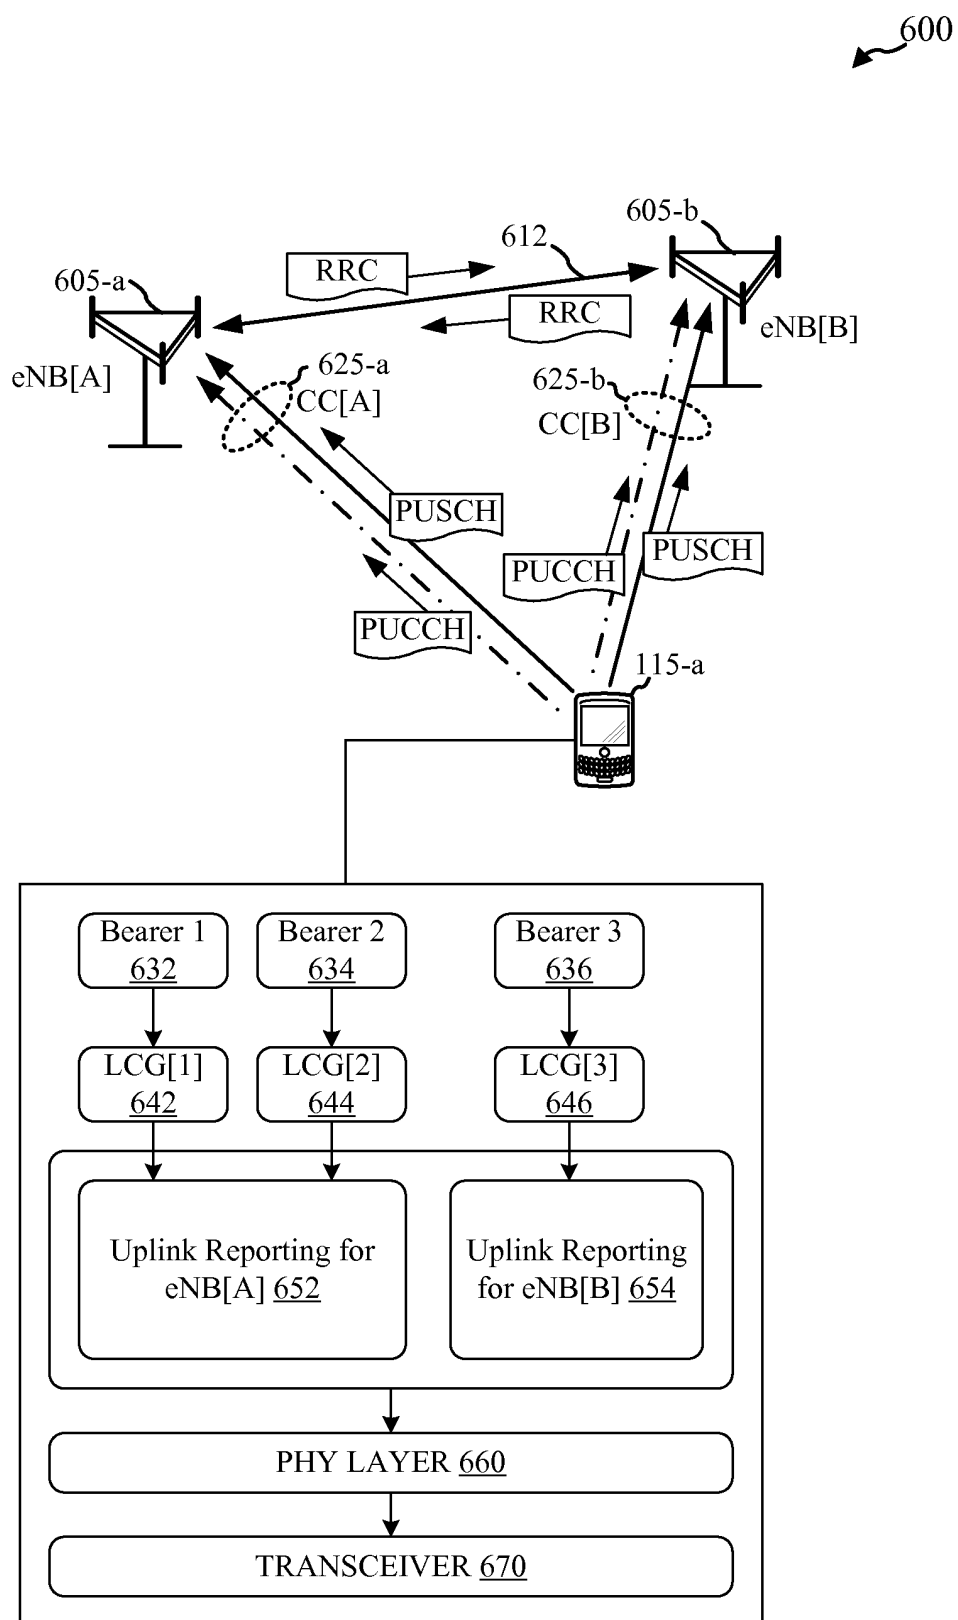 600
605-b
612
RRC
605-a
RRC
eNB[B]
625-a
eNB[A]
CC[A]
625-b
CC[B]
PUSCH
PUSCH
PUCCH
PUCCH
115-a
Bearer 1
632
Bearer 2
634
Bearer 3
636
LCG[1]
642
LCG[2]
644
LCG[3]
646
Uplink Reporting for
eNB[A] 652
Uplink Reporting
for eNB[B] 654
PHY LAYER 660
TRANSCEIVER 670